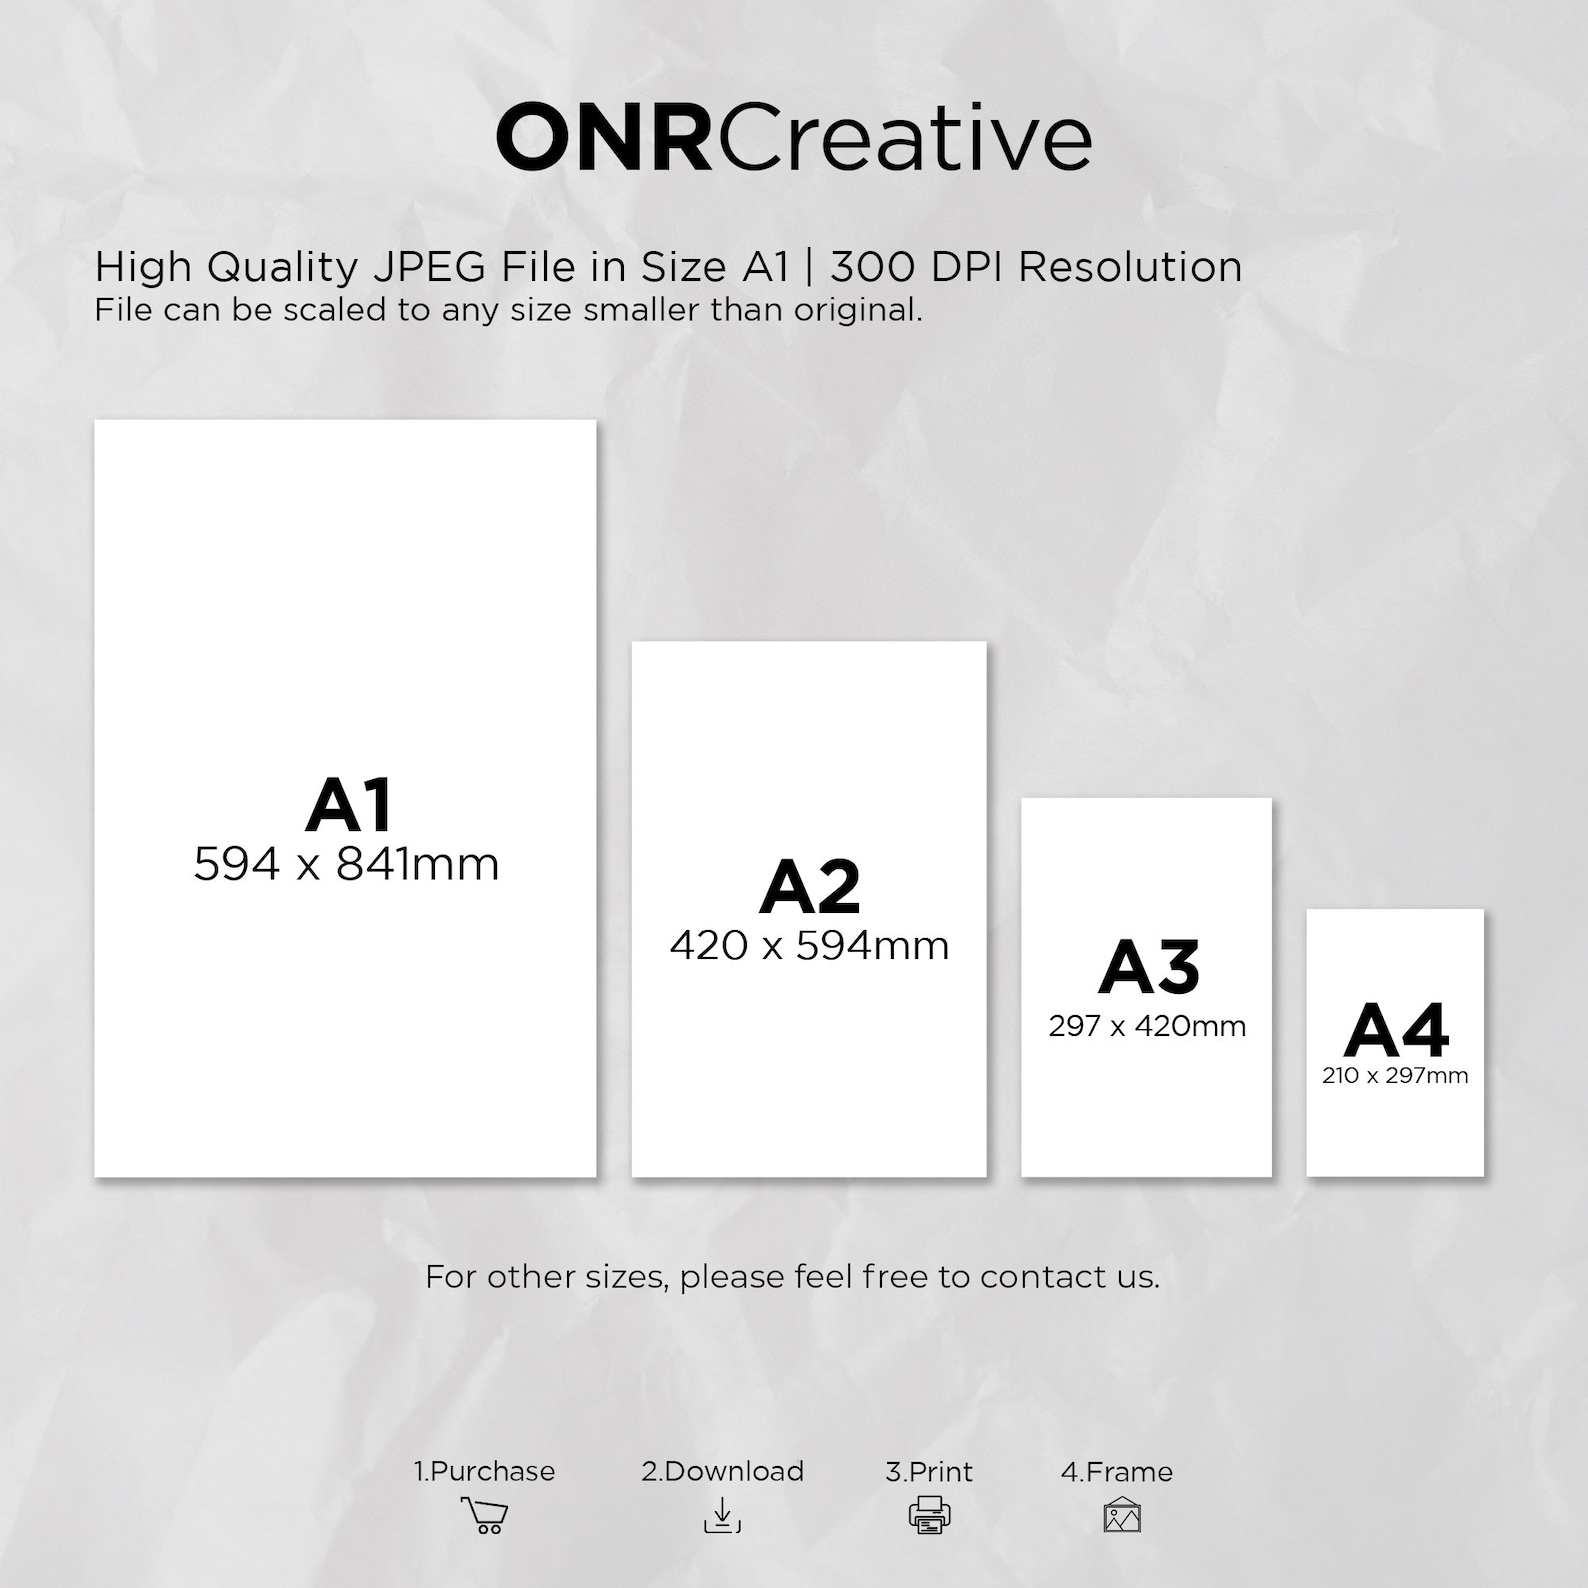 ONRCreative
High Quality JPEG File in Size A1 | 300 DPI Resolution
File can be scaled to any size smaller than original.
A1
594 x 841mm
A2
420 x 594mm
A3
297 x 420mm
A4
210 x 297mm
For other sizes, please feel free to contact us.
1.Purchase
2.Download
3.Print
4.Frame